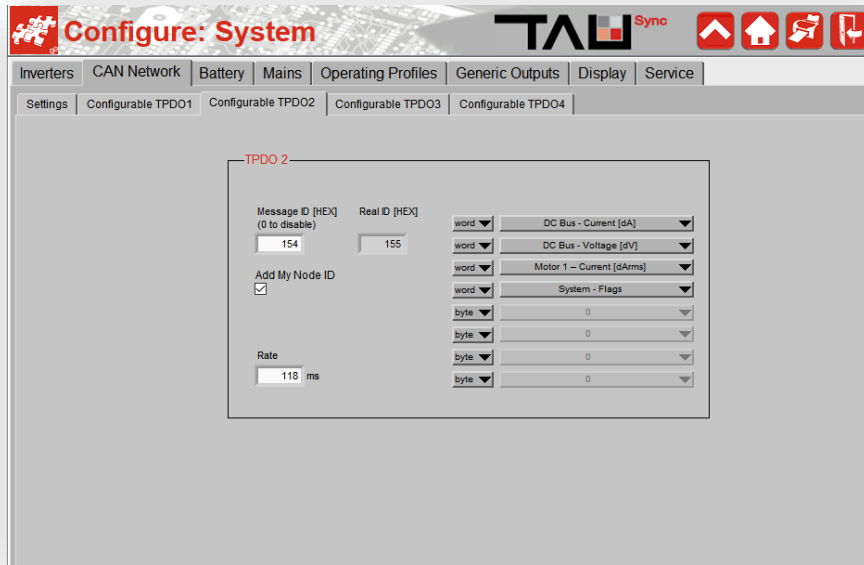 Configure: System
TAU Sync
Inverters
CAN Network
Battery
Mains
Operating Profiles
Generic Outputs
Display
Service
Settings
Configurable TPDO1
Configurable TPDO2
Configurable TPDO3
Configurable TPDO4
TPDO 2
Message ID [HEX]
(0 to disable)
154
Real ID [HEX]
155
Add My Node ID
Rate
118 ms
word DC Bus - Current [dA]
word DC Bus - Voltage [dV]
word Motor 1 – Current [dArms]
word System - Flags
byte 0
byte 0
byte 0
byte 0